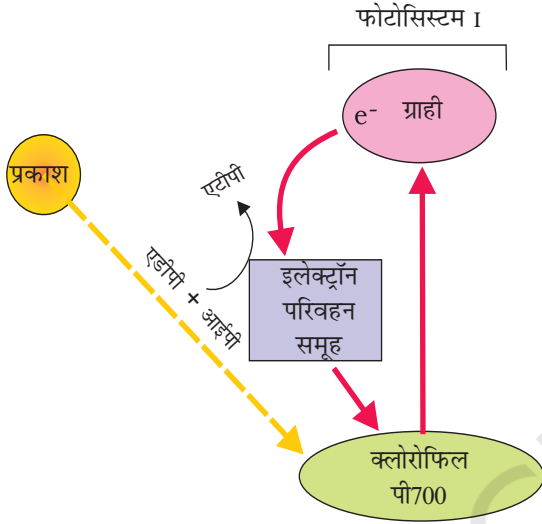 फोटोसिस्टम I
e- ग्राही
प्रकाश
एटीपी
एडीपी + आईपी
इलेक्ट्रॉन
परिवहन
समूह
क्लोरोफिल
पी700